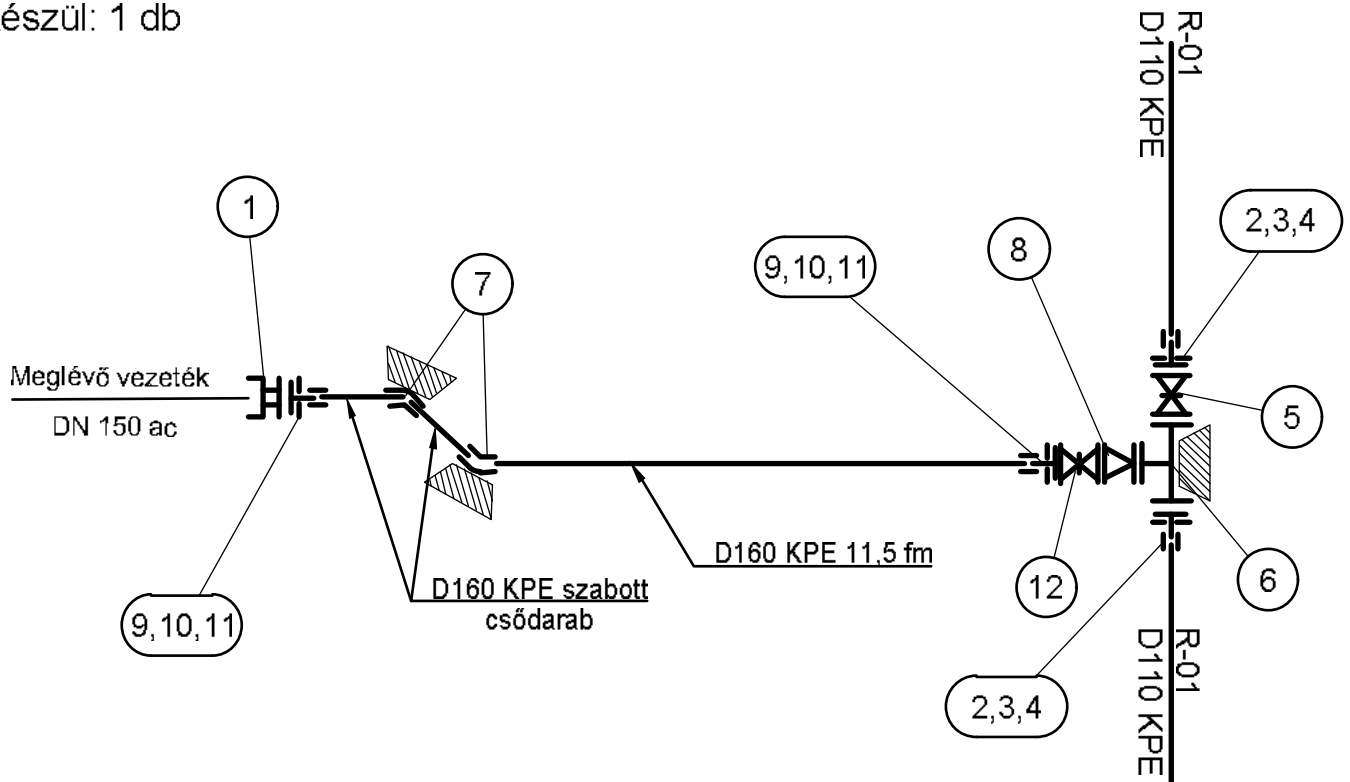 észül: 1 db
R-01
D110 KPE
1
2,3,4
7
9,10,11
8
Meglévő vezeték
DN 150 ac
5
D160 KPE 11,5 fm
D160 KPE szabott
csődarab
12
6
9,10,11
2,3,4
R-01
D110 KPE